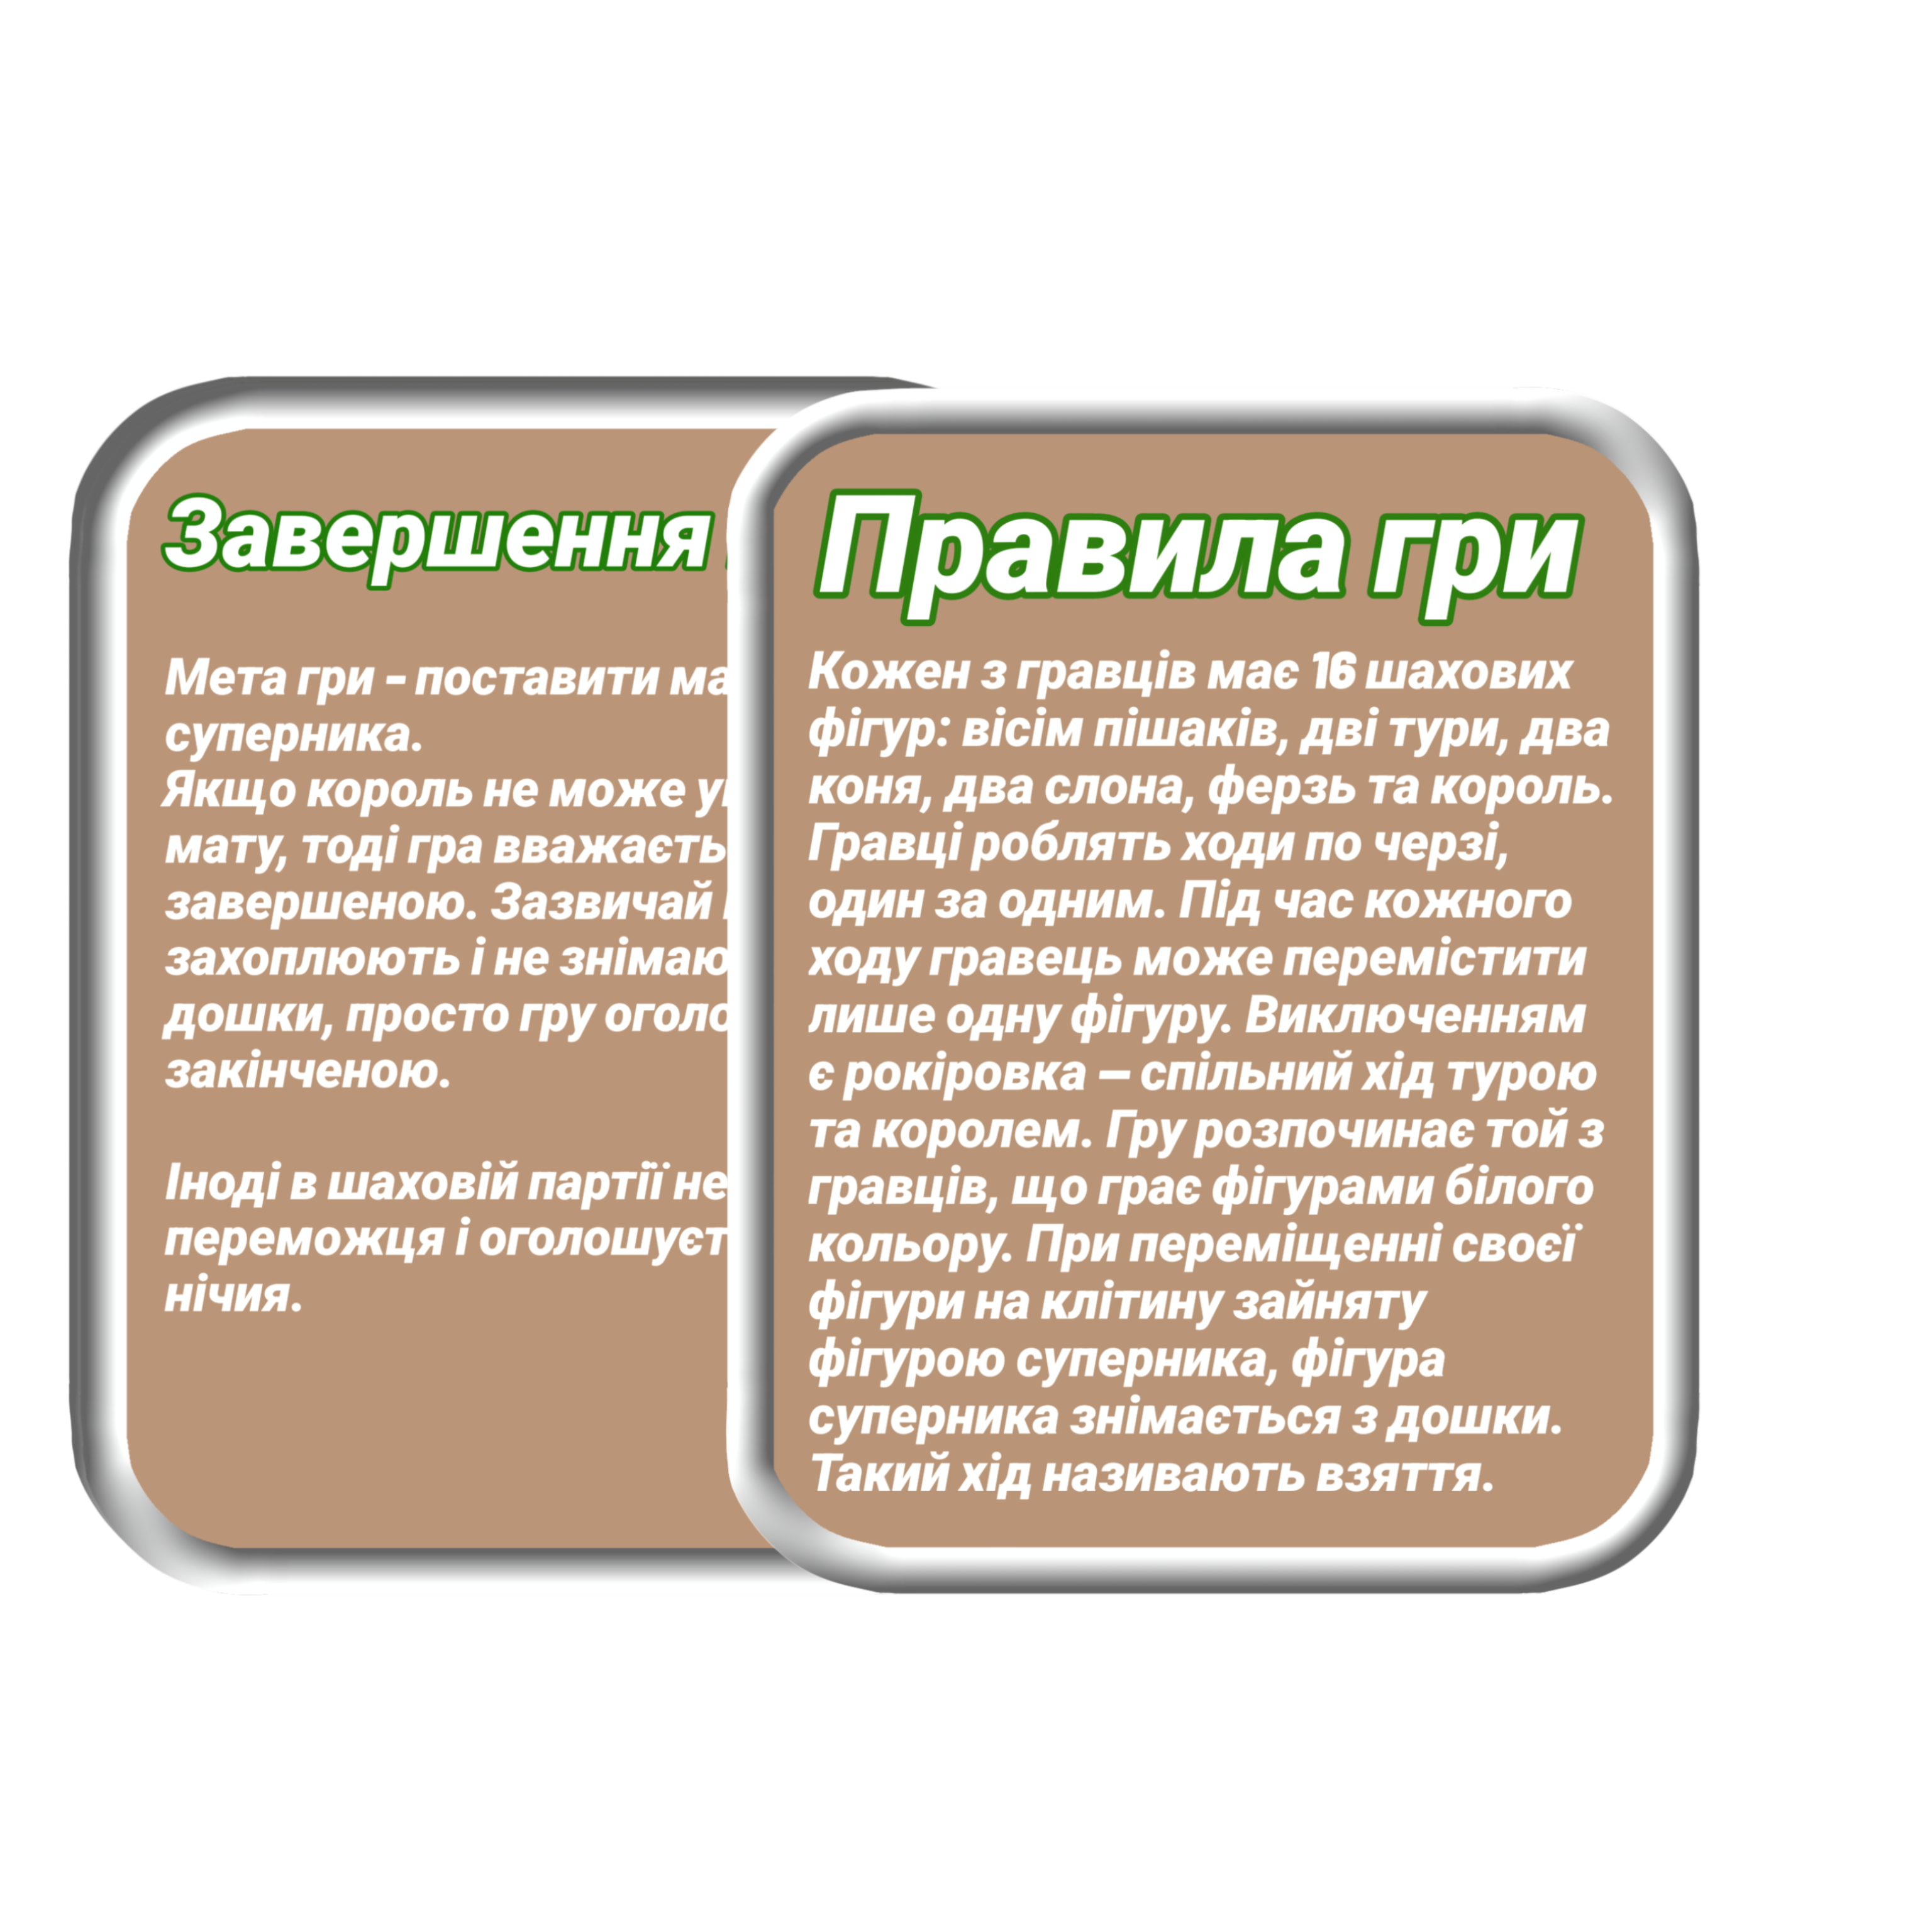 Завершення
Мета гри - поставити
суперника.
Якщо король не може
мату, тоді гра
завершеною. Зазвичай
захоплюють і не
дошки, просто гру
закінченою.
Іноді в шаховій партії не
переможця і
нічия.
Правила гри
Кожен з гравців має 16 шахових
фігур: вісім пішаків, дві тури, два
коня, два слона, ферзь та король.
Гравці роблять ходи по черзі,
один за одним. Під час кожного
ходу гравець може перемістити
лише одну фігуру. Виключенням
є рокіровка — спільний хід турою
та королем. Гру розпочинає той з
гравців, що грає фігурами білого
кольору. При переміщенні своєї
фігури на клітину зайняту
фігурою суперника, фігура
суперника знімається з дошки.
Такий хід називають взяття.